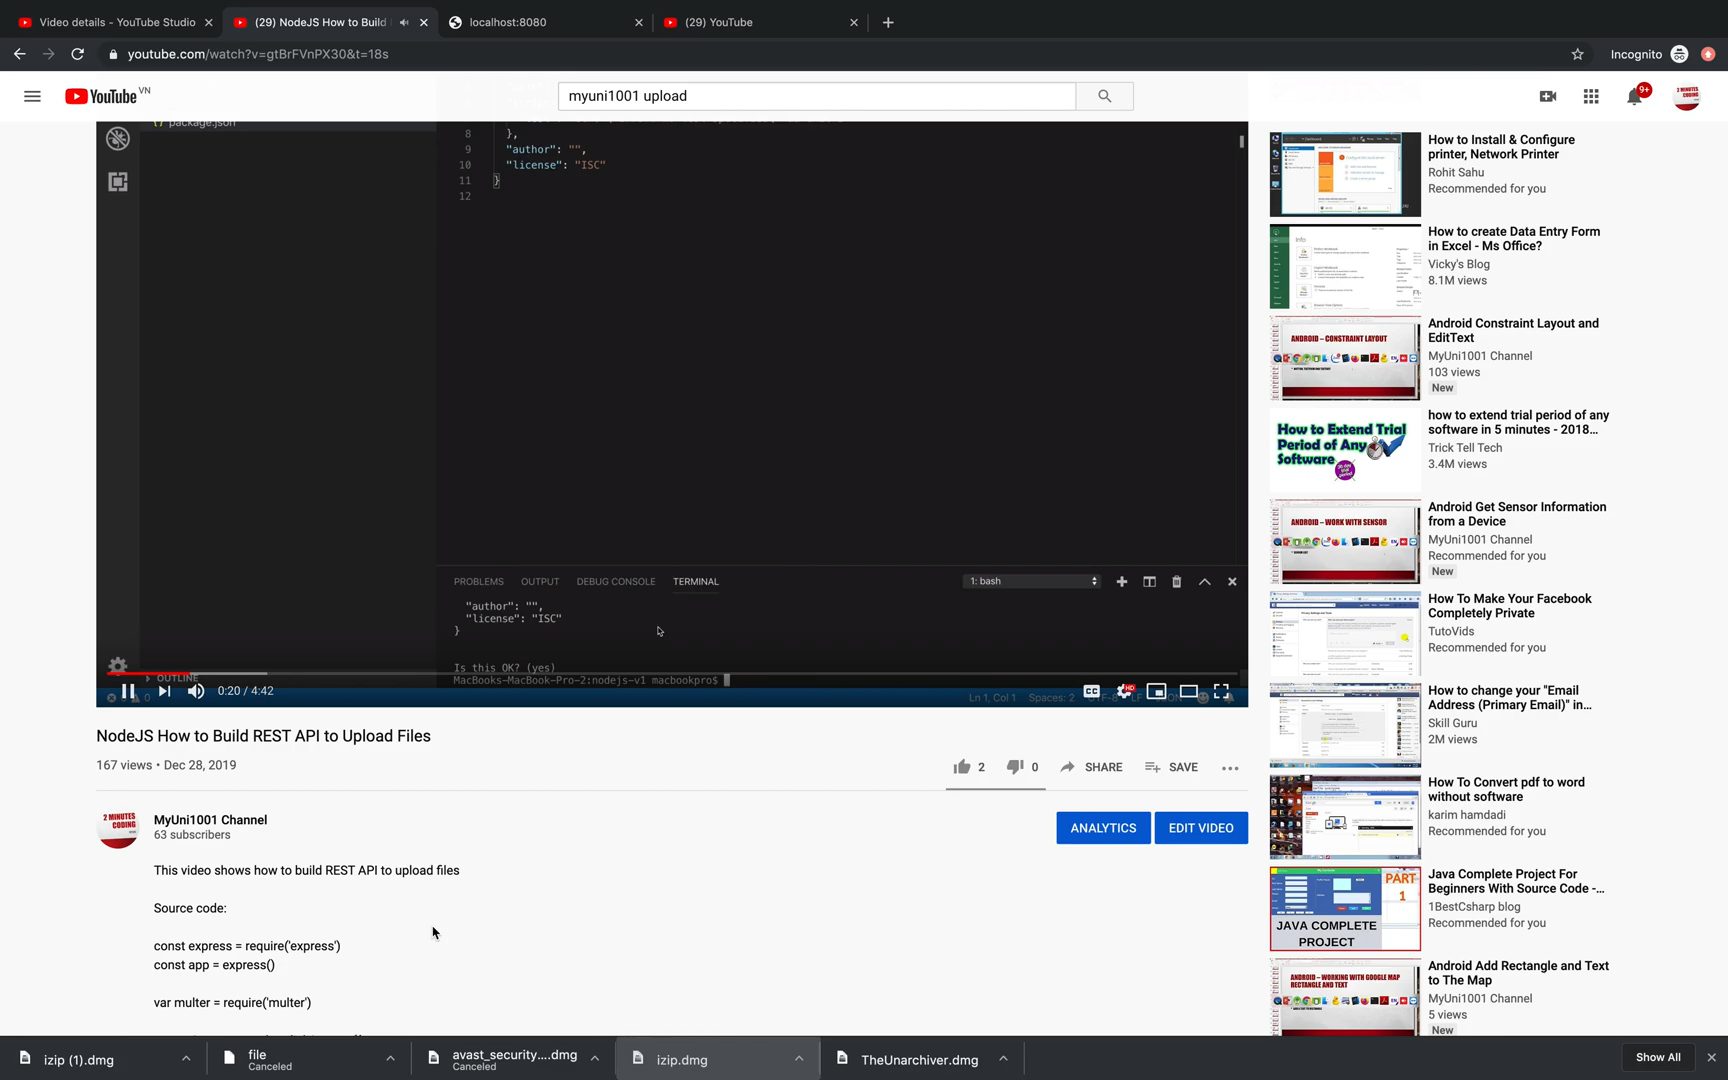 Video details - YouTube Studio
(29) NodeJS How to Build
localhost:8080
(29) YouTube
youtube.com/watch?v=gtBrFVnPX30&t=18s
Incognito
YouTube VN
myuni1001 upload
9+
2 MINUTES
CODING
package.json
8 },
9 "author": "",
10 "license": "ISC"
11 }
12
PROBLEMS OUTPUT DEBUG CONSOLE TERMINAL
1: bash
"author": "",
"license": "ISC"
}
Is this OK? (yes)
MacBooks-MacBook-Pro-2:nodejs-v1 macbookpro$
OUTLINE
0:20 / 4:42
CC
HD
Ln 1, Col 1 Spaces: 2
NodeJS How to Build REST API to Upload Files
167 views • Dec 28, 2019
2
0
SHARE
SAVE
2 MINUTES
CODING
MyUni1001 Channel
63 subscribers
ANALYTICS
EDIT VIDEO
This video shows how to build REST API to upload files
Source code:
const express = require('express')
const app = express()
var multer = require('multer')
How to Install & Configure
printer, Network Printer
Rohit Sahu
Recommended for you
How to create Data Entry Form
in Excel - Ms Office?
Vicky's Blog
8.1M views
ANDROID – CONSTRAINT LAYOUT
Android Constraint Layout and
EditText
MyUni1001 Channel
103 views
New
How to Extend Trial
Period of Any
Software
how to extend trial period of any
software in 5 minutes - 2018...
Trick Tell Tech
3.4M views
ANDROID – WORK WITH SENSOR
Android Get Sensor Information
from a Device
MyUni1001 Channel
Recommended for you
New
How To Make Your Facebook
Completely Private
TutoVids
Recommended for you
How to change your "Email
Address (Primary Email)" in...
Skill Guru
2M views
How To Convert pdf to word
without software
karim hamdadi
Recommended for you
PART
1
JAVA COMPLETE
PROJECT
Java Complete Project For
Beginners With Source Code -...
1BestCsharp blog
Recommended for you
ANDROID – WORKING WITH GOOGLE MAP
RECTANGLE AND TEXT
Android Add Rectangle and Text
to The Map
MyUni1001 Channel
5 views
New
izip (1).dmg
file
Canceled
avast_security....dmg
Canceled
izip.dmg
TheUnarchiver.dmg
Show All